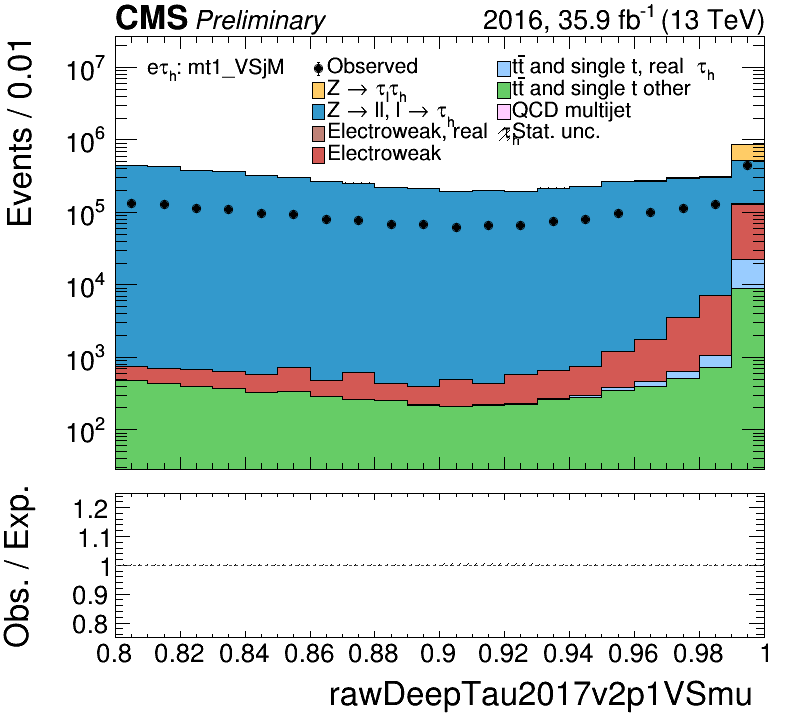 CMS Preliminary 2016, 35.9 fb⁻¹ (13 TeV)
Events / 0.01
10⁷
10⁶
10⁵
10⁴
10³
10²
eτₕ: mt1_VSjM
Observed
Z → τₗτₕ
Z → ll, l → τₕ
Electroweak, real τₕ
Electroweak
tt̄ and single t, real τₕ
tt̄ and single t other
QCD multijet
Stat. unc.
Obs. / Exp.
1.2
1.1
1
0.9
0.8
0.8 0.82 0.84 0.86 0.88 0.9 0.92 0.94 0.96 0.98 1
rawDeepTau2017v2p1VSmu